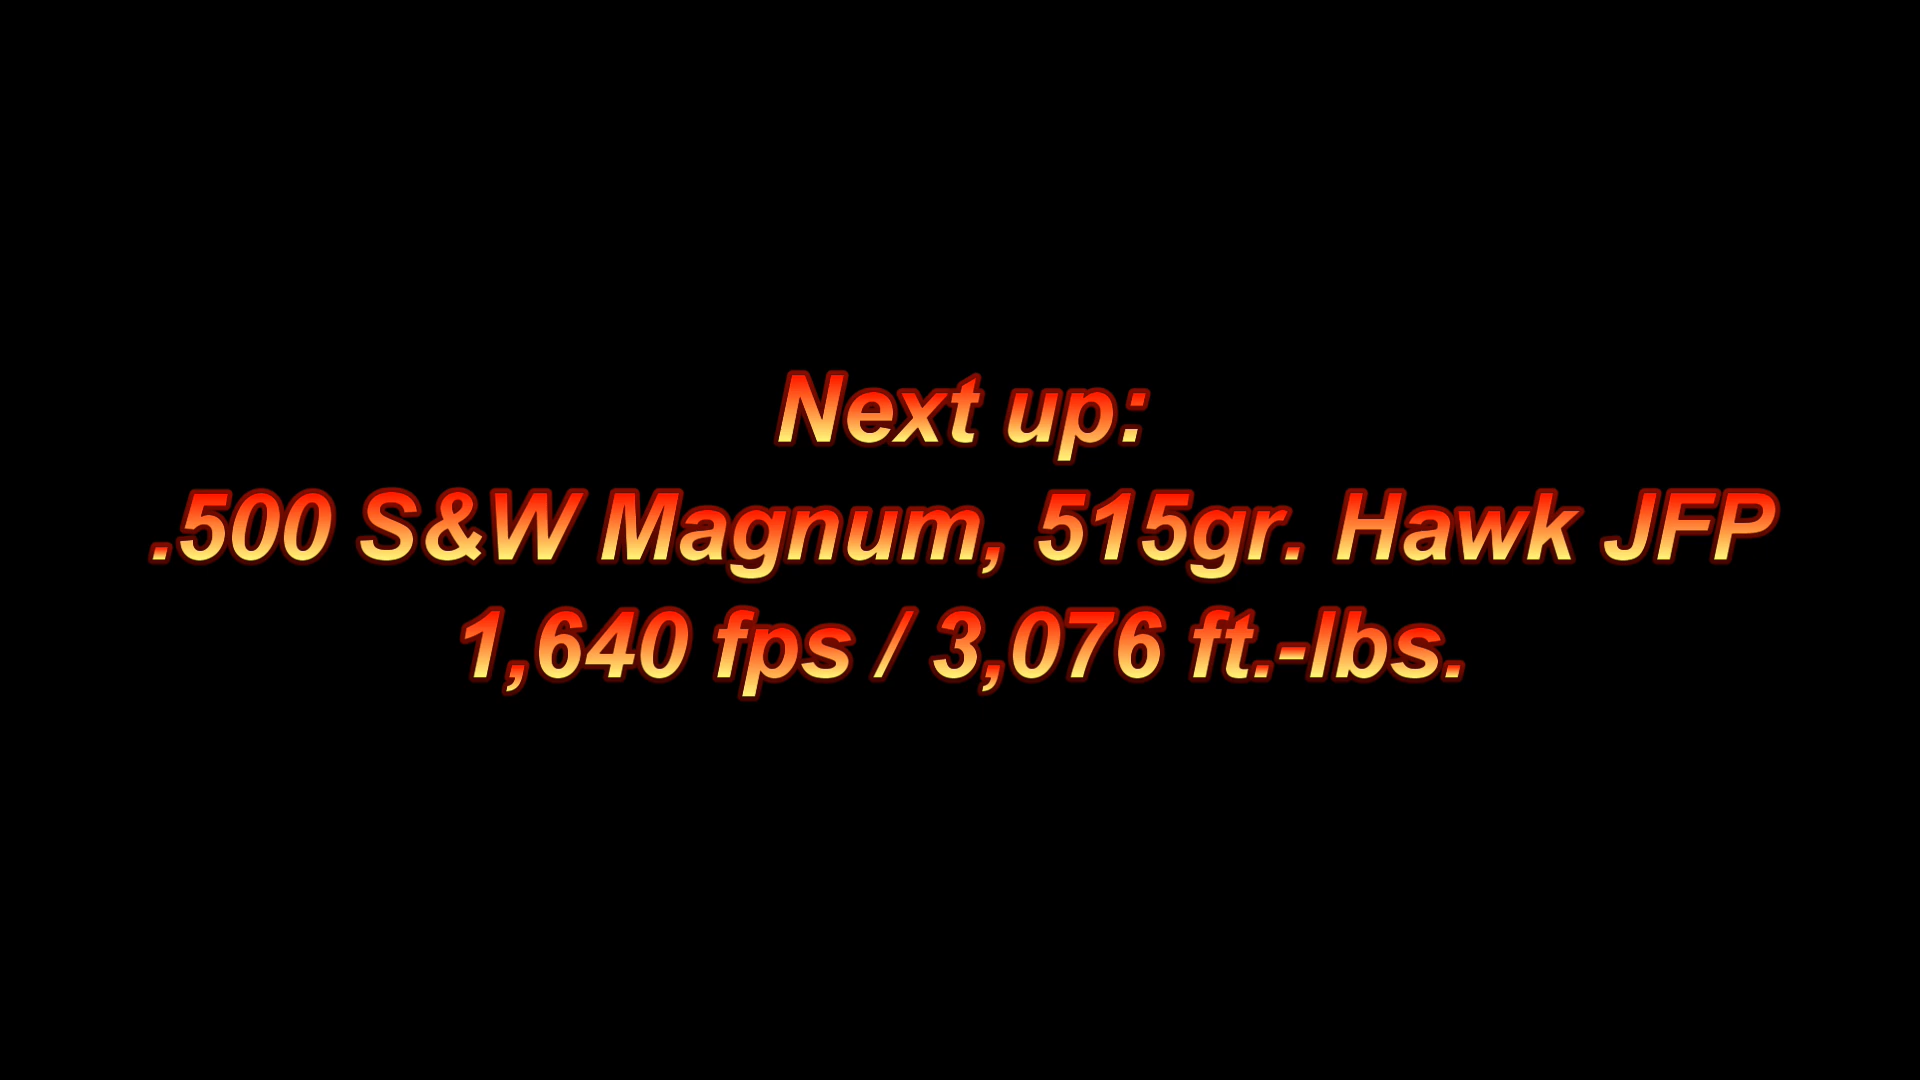 Next up:
.500 S&W Magnum, 515gr. Hawk JFP
1,640 fps / 3,076 ft.-lbs.